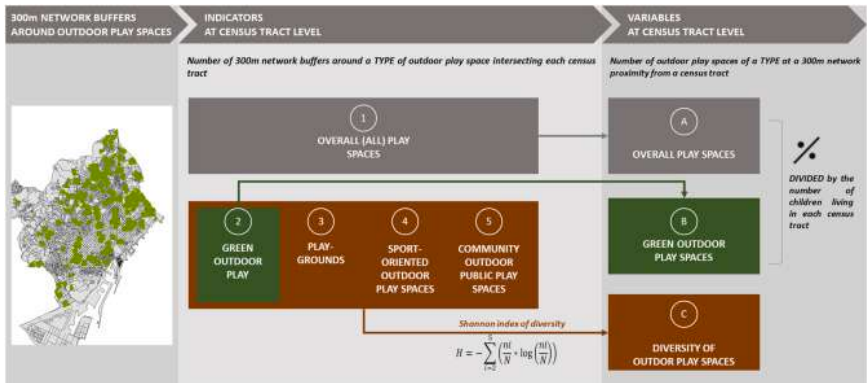 300m NETWORK BUFFERS
AROUND OUTDOOR PLAY SPACES
INDICATORS
AT CENSUS TRACT LEVEL
VARIABLES
AT CENSUS TRACT LEVEL
Number of 300m network buffers around a TYPE of outdoor play space intersecting each census
tract
Number of outdoor play spaces of a TYPE at a 300m network
proximity from a census tract
1
OVERALL (ALL) PLAY
SPACES
A
OVERALL PLAY SPACES
%
DIVIDED by the
number of
children living
in each census
tract
2
GREEN
OUTDOOR
PLAY
3
PLAY-
GROUNDS
4
SPORT-
ORIENTED
OUTDOOR
PLAY SPACES
5
COMMUNITY
OUTDOOR
PUBLIC PLAY
SPACES
B
GREEN OUTDOOR
PLAY SPACES
Shannon index of diversity
H = −∑ᵢ₌₂⁵ (ni/N * log(ni/N))
C
DIVERSITY OF
OUTDOR PLAY SPACES